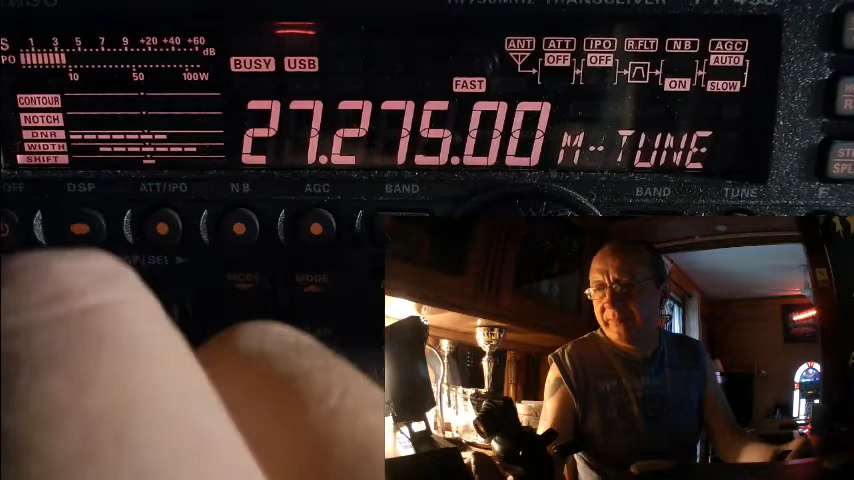 HF/50MHz TRANSCEIVER FT-450
S 1 3 5 7 9 +20 +40 +60 dB
PO 10 50 100W
BUSY USB
ANT ATT IPO R.FLT NB AGC
OFF OFF AUTO
ON SLOW
FAST
CONTOUR
NOTCH
DNR
WIDTH
SHIFT
27.275.00 M-TUNE
OFF DSP ATT/IPO NB AGC BAND BAND TUNE
MODE MODE